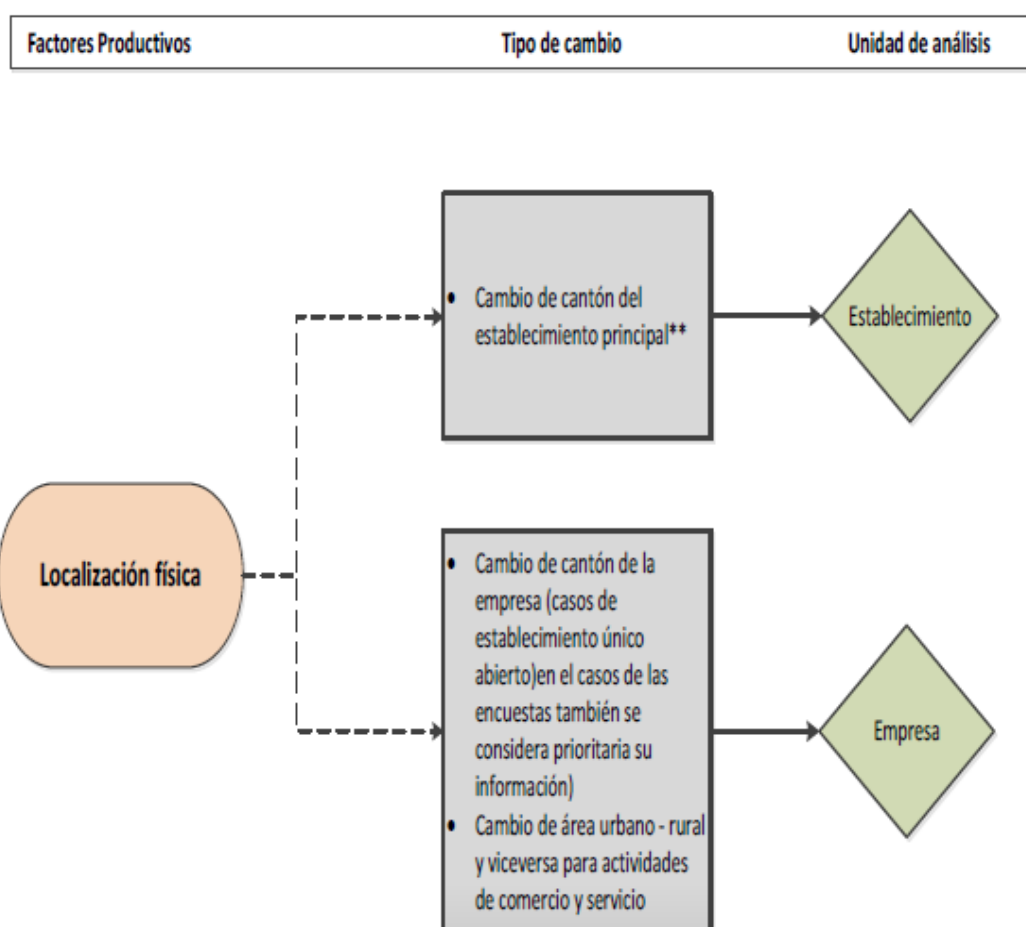 Factores Productivos Tipo de cambio Unidad de análisis
• Cambio de cantón del
establecimiento principal**
Establecimiento
Localización física
• Cambio de cantón de la
empresa (casos de
establecimiento único
abierto)en el casos de las
encuestas también se
considera prioritaria su
información)
• Cambio de área urbano - rural
y viceversa para actividades
de comercio y servicio
Empresa